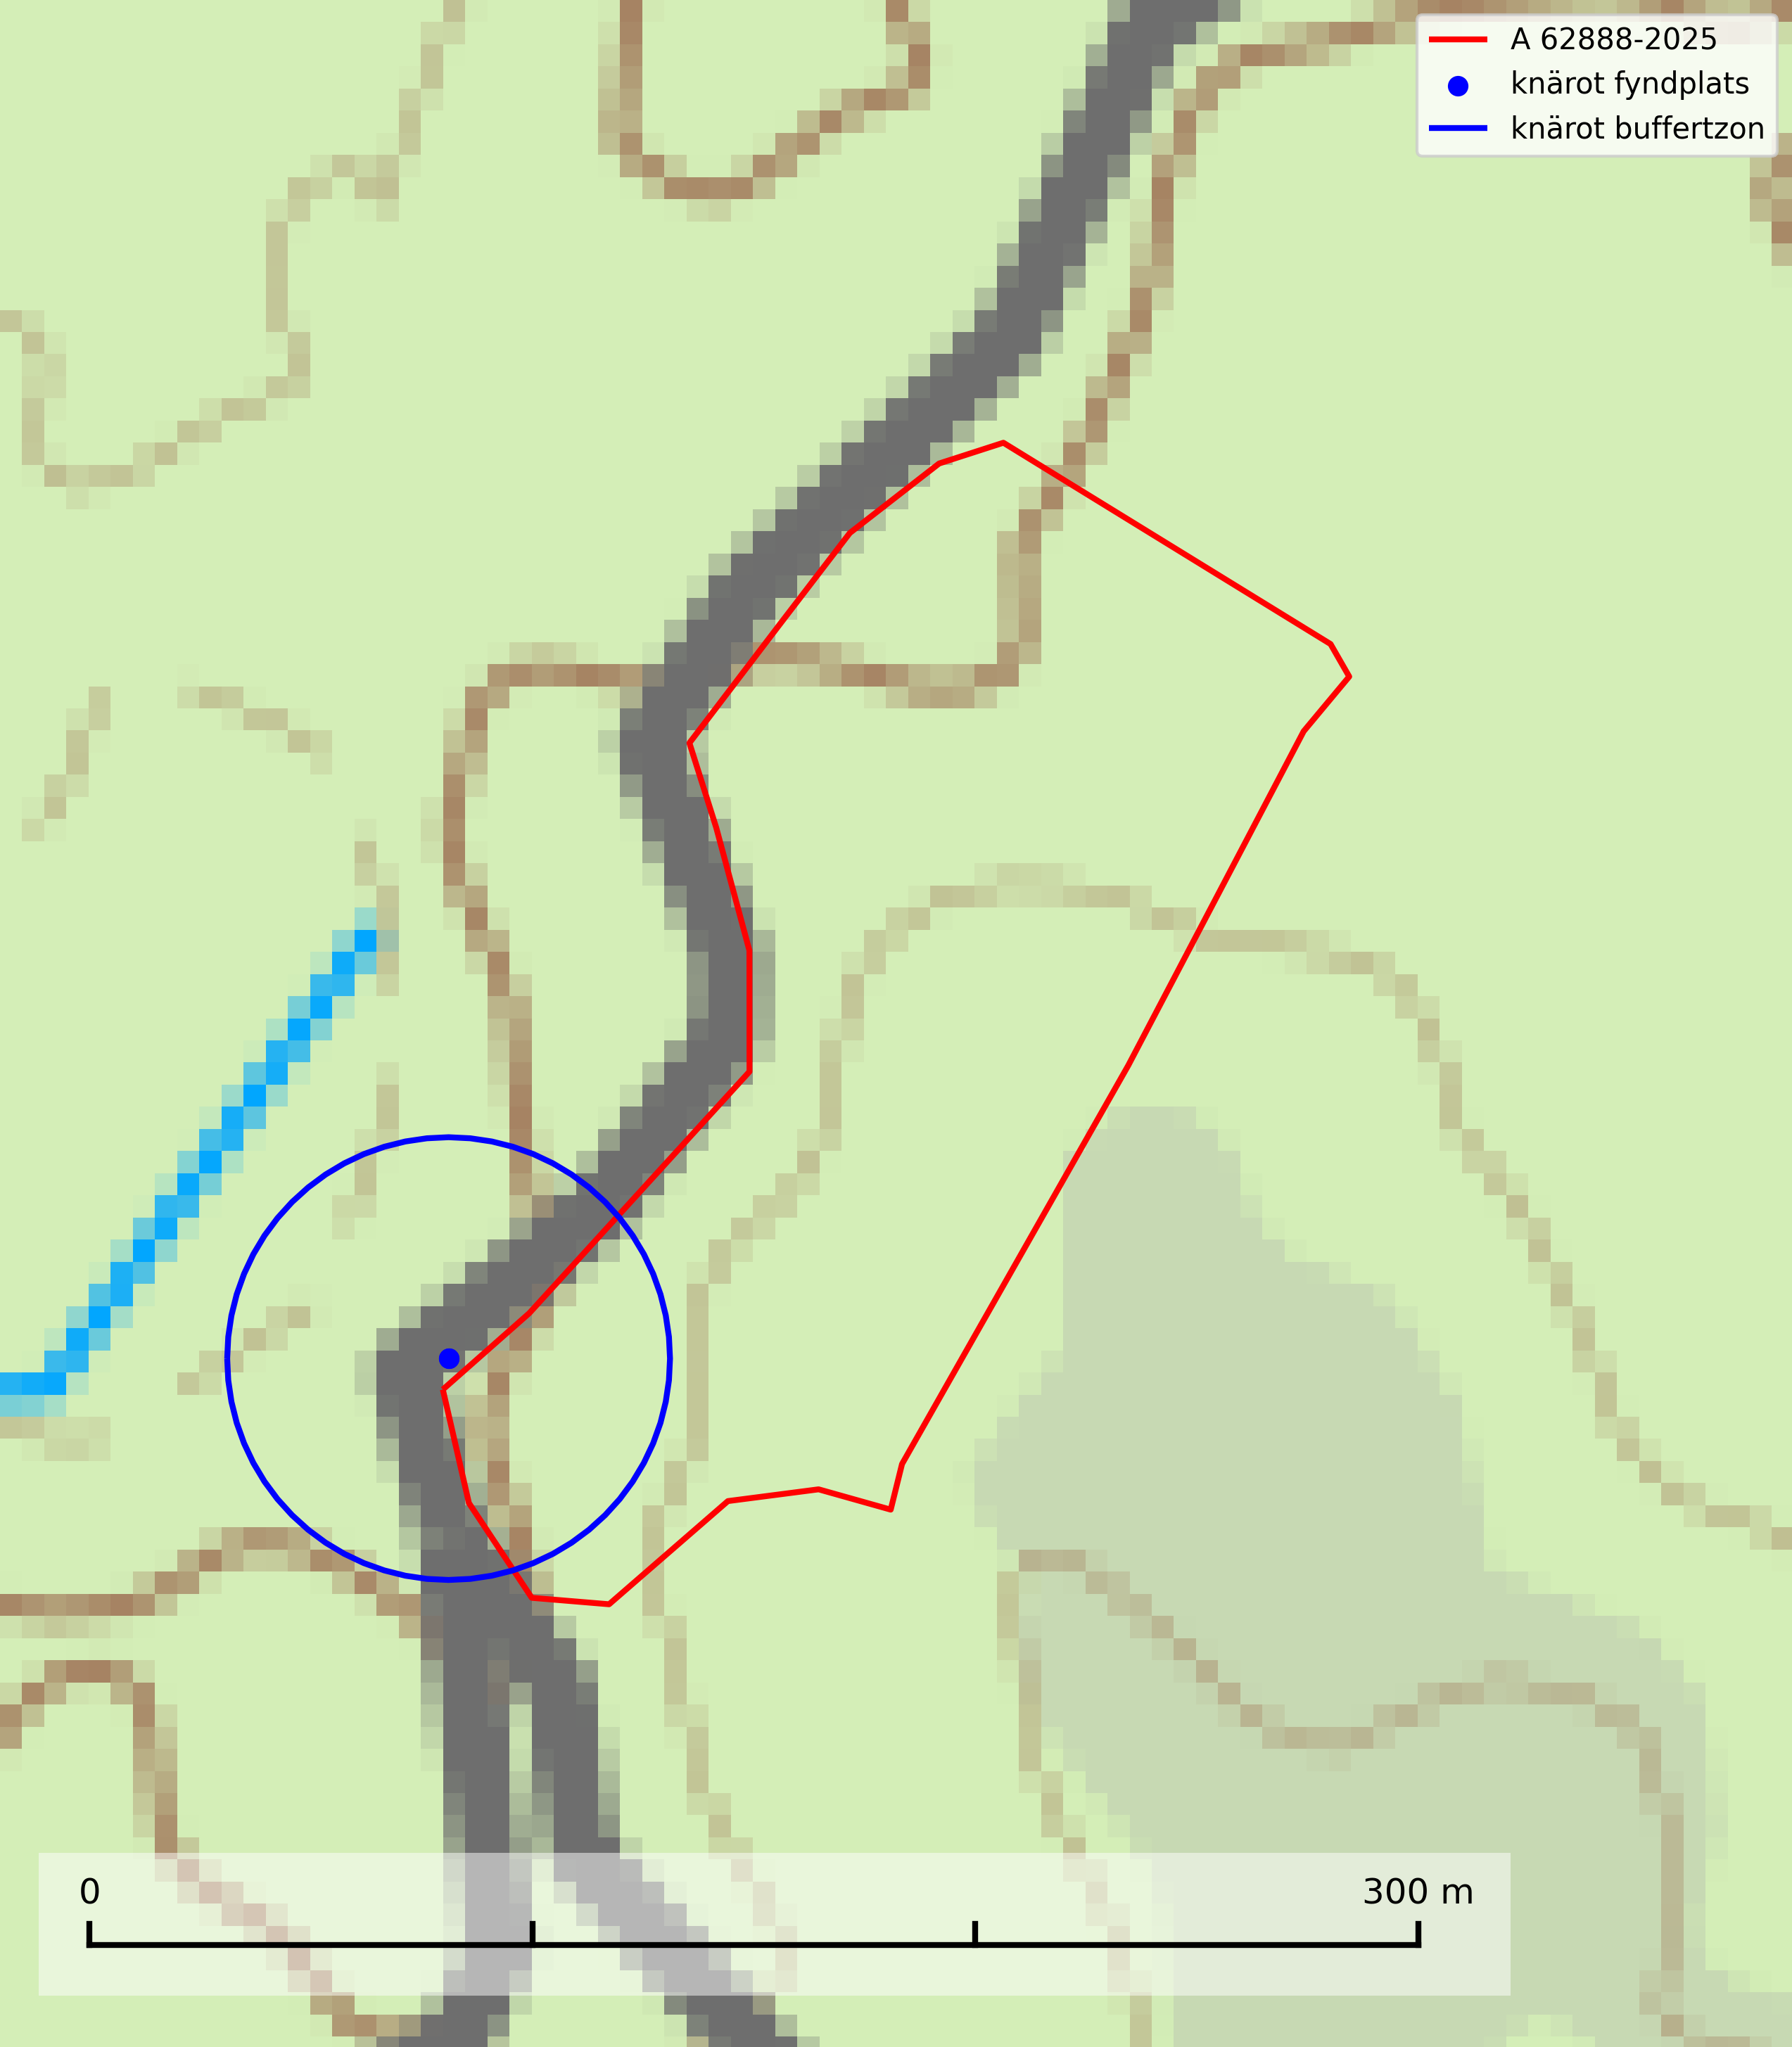 A 62888-2025
knärot fyndplats
knärot buffertzon
0
300 m